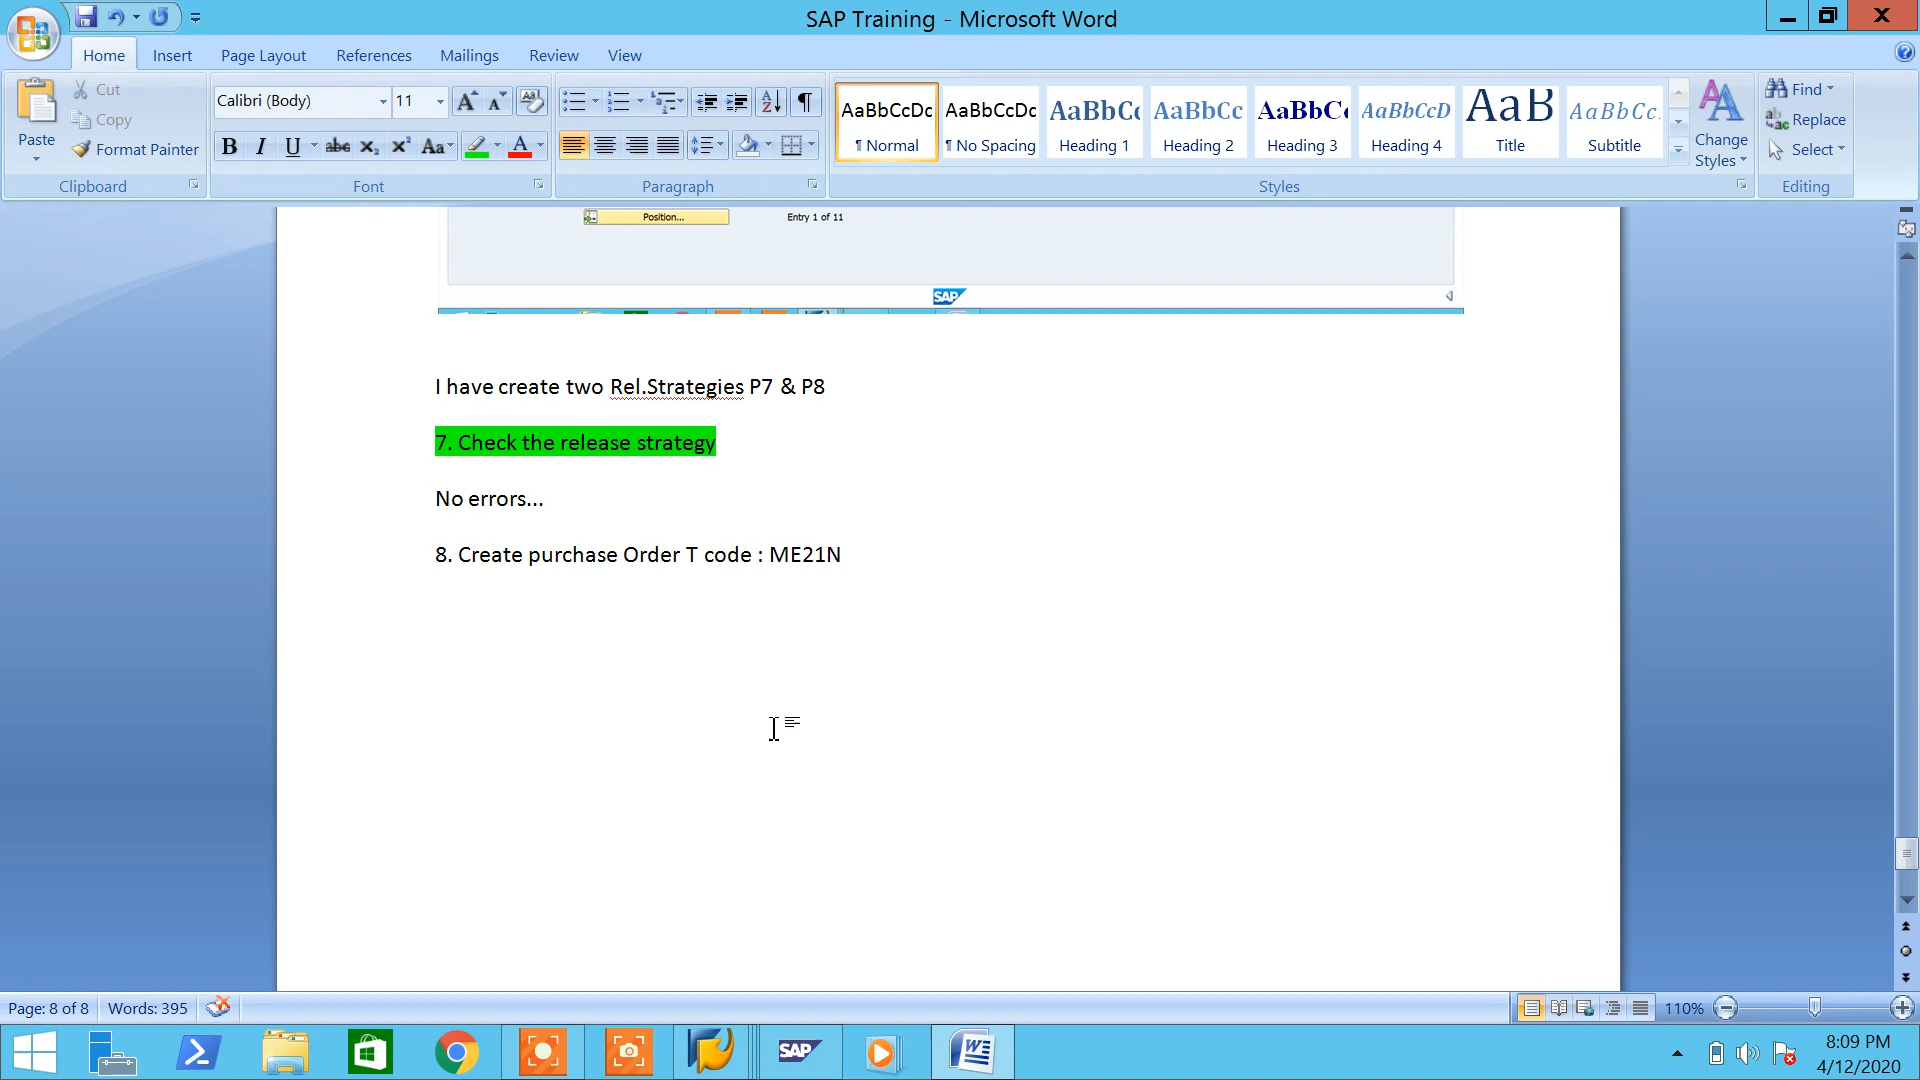 SAP Training - Microsoft Word
Home Insert Page Layout References Mailings Review View
Paste
Cut
Copy
Format Painter
Clipboard
Calibri (Body) 11
B I U abc X₂ X² Aa A
Font
Paragraph
AaBbCcDc AaBbCcDc AaBbCc AaBbCc AaBbCc AaBbCcD AaB AaBbCc.
¶ Normal ¶ No Spacing Heading 1 Heading 2 Heading 3 Heading 4 Title Subtitle
Change Styles
Styles
Find
Replace
Select
Editing
Position... Entry 1 of 11
SAP
I have create two Rel.Strategies P7 & P8
7. Check the release strategy
No errors...
8. Create purchase Order T code : ME21N
Page: 8 of 8 Words: 395 110%
SAP
8:09 PM
4/12/2020